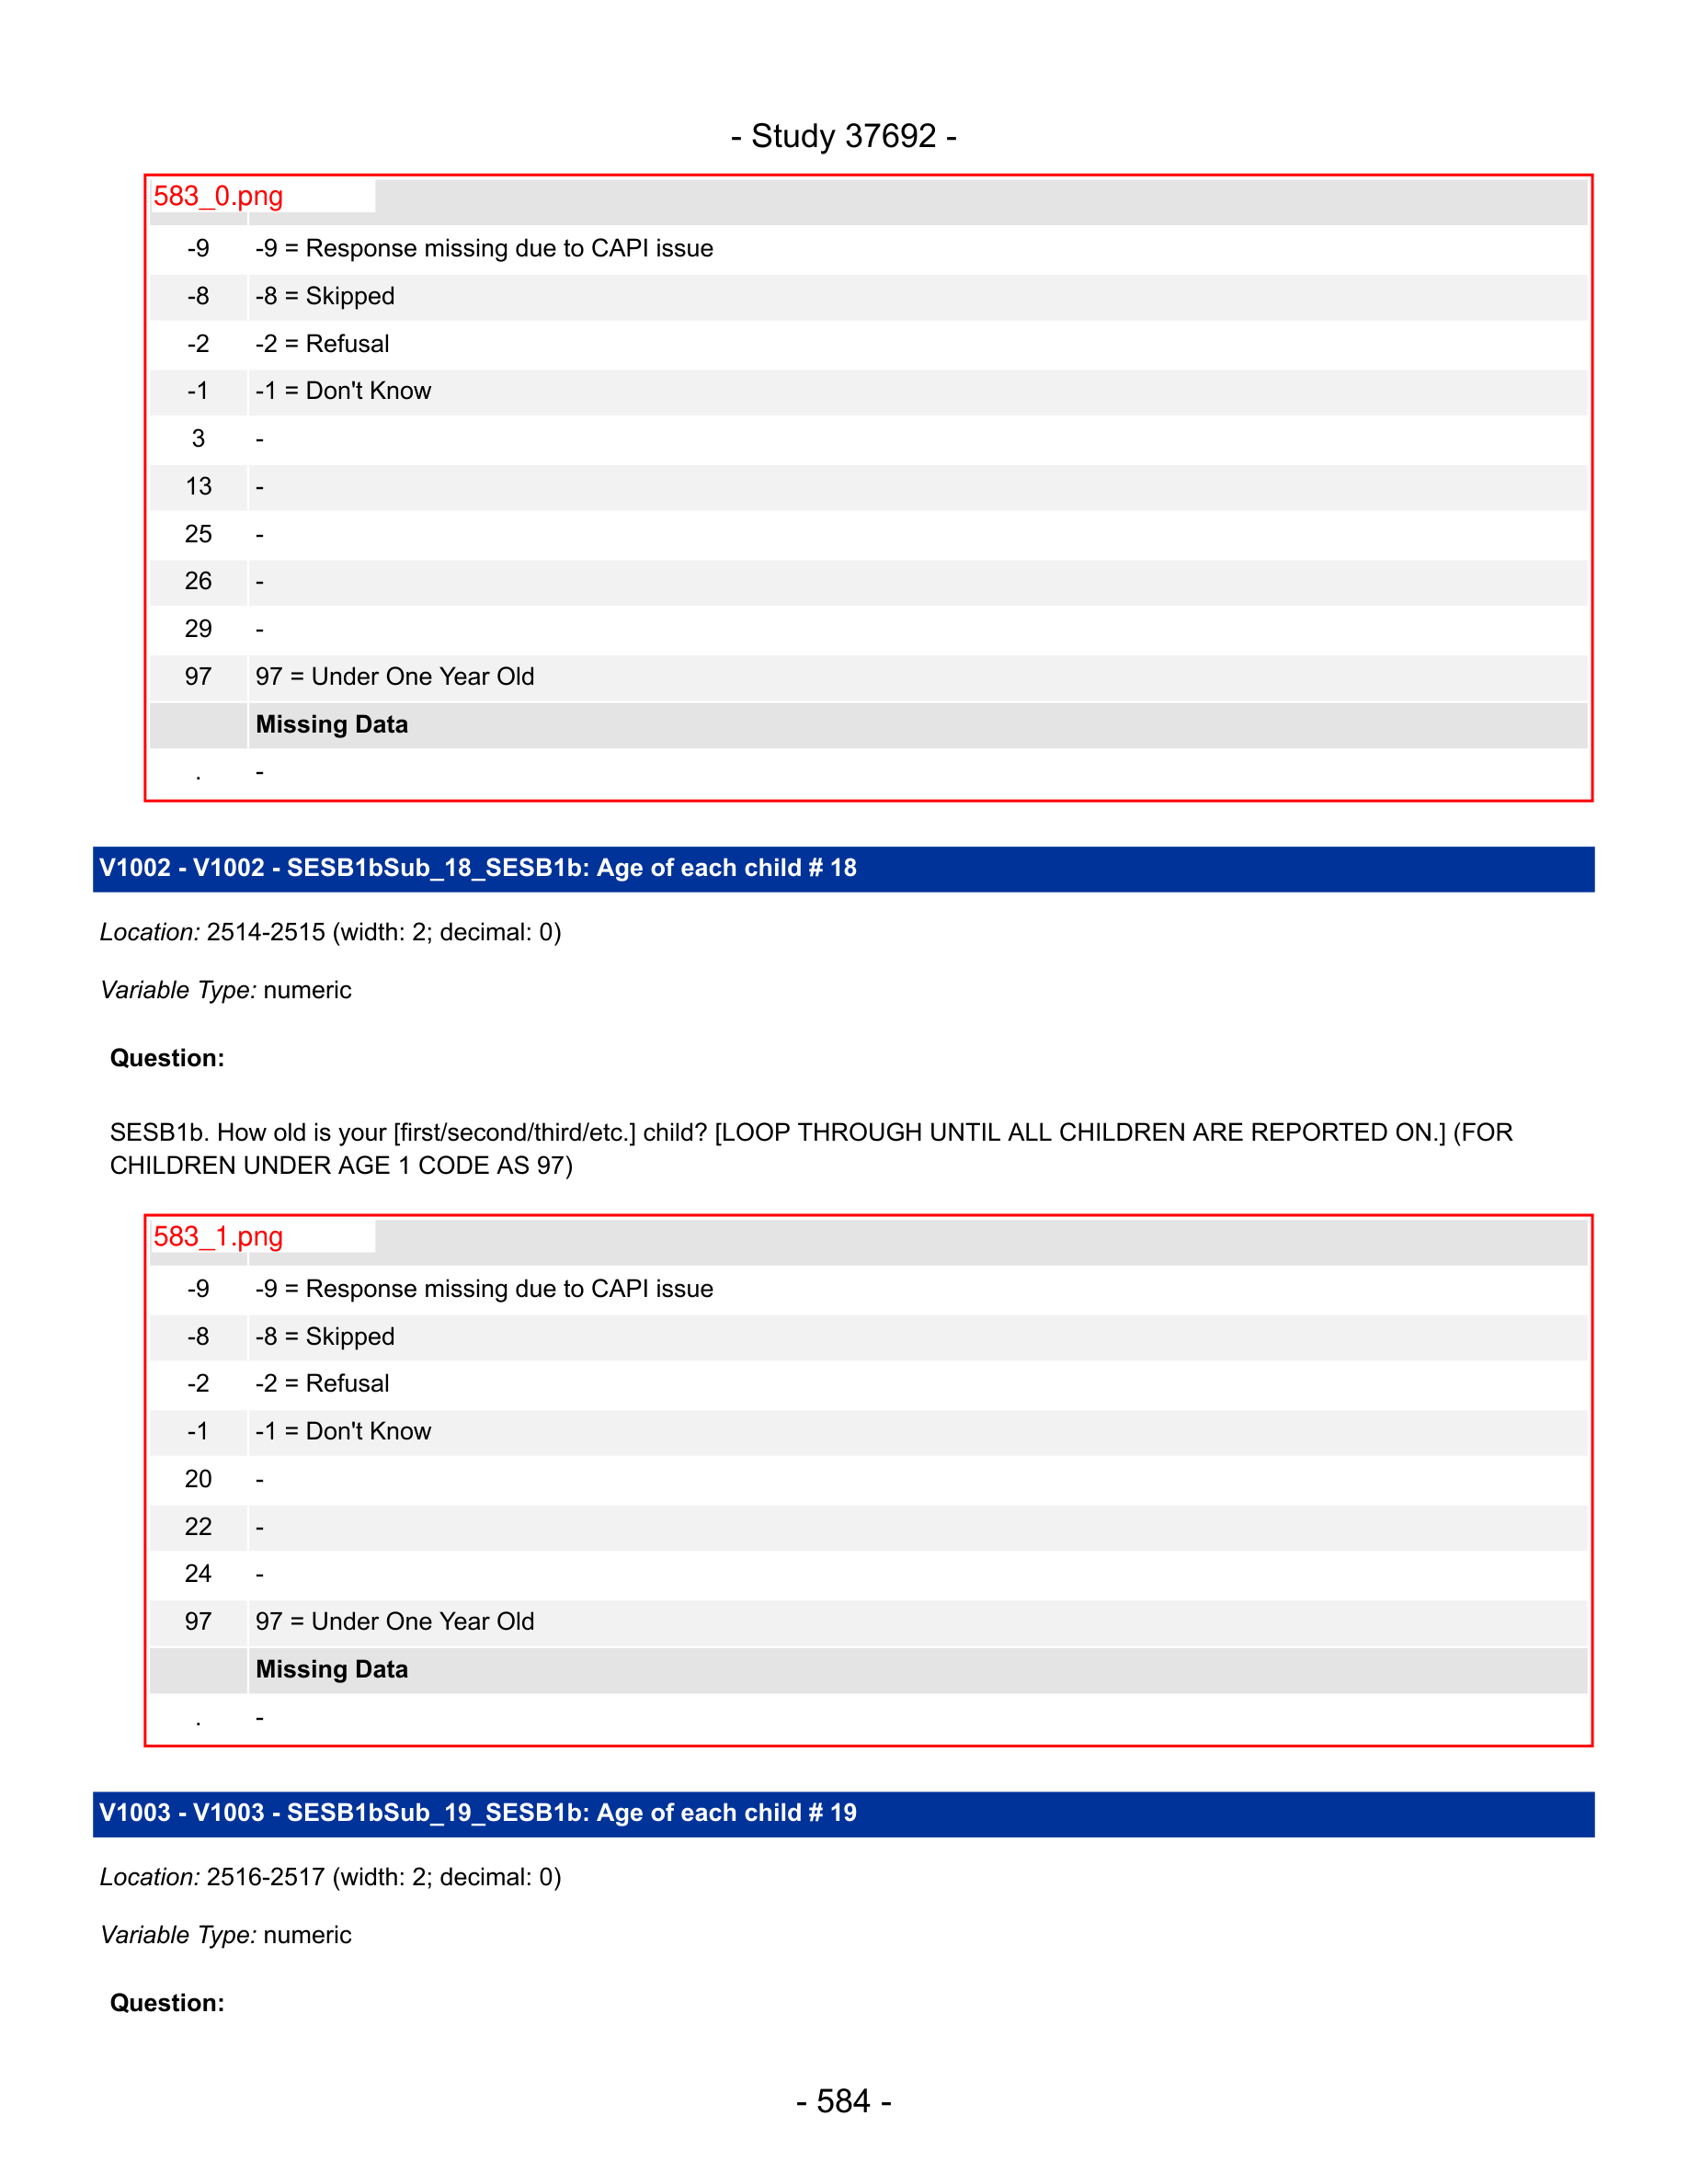 - Study 37692 -
583_0.png
-9 -9 = Response missing due to CAPI issue
-8 -8 = Skipped
-2 -2 = Refusal
-1 -1 = Don't Know
3 -
13 -
25 -
26 -
29 -
97 97 = Under One Year Old
Missing Data
. -
V1002 - V1002 - SESB1bSub_18_SESB1b: Age of each child # 18
Location: 2514-2515 (width: 2; decimal: 0)
Variable Type: numeric
Question:
SESB1b. How old is your [first/second/third/etc.] child? [LOOP THROUGH UNTIL ALL CHILDREN ARE REPORTED ON.] (FOR
CHILDREN UNDER AGE 1 CODE AS 97)
583_1.png
-9 -9 = Response missing due to CAPI issue
-8 -8 = Skipped
-2 -2 = Refusal
-1 -1 = Don't Know
20 -
22 -
24 -
97 97 = Under One Year Old
Missing Data
. -
V1003 - V1003 - SESB1bSub_19_SESB1b: Age of each child # 19
Location: 2516-2517 (width: 2; decimal: 0)
Variable Type: numeric
Question:
- 584 -